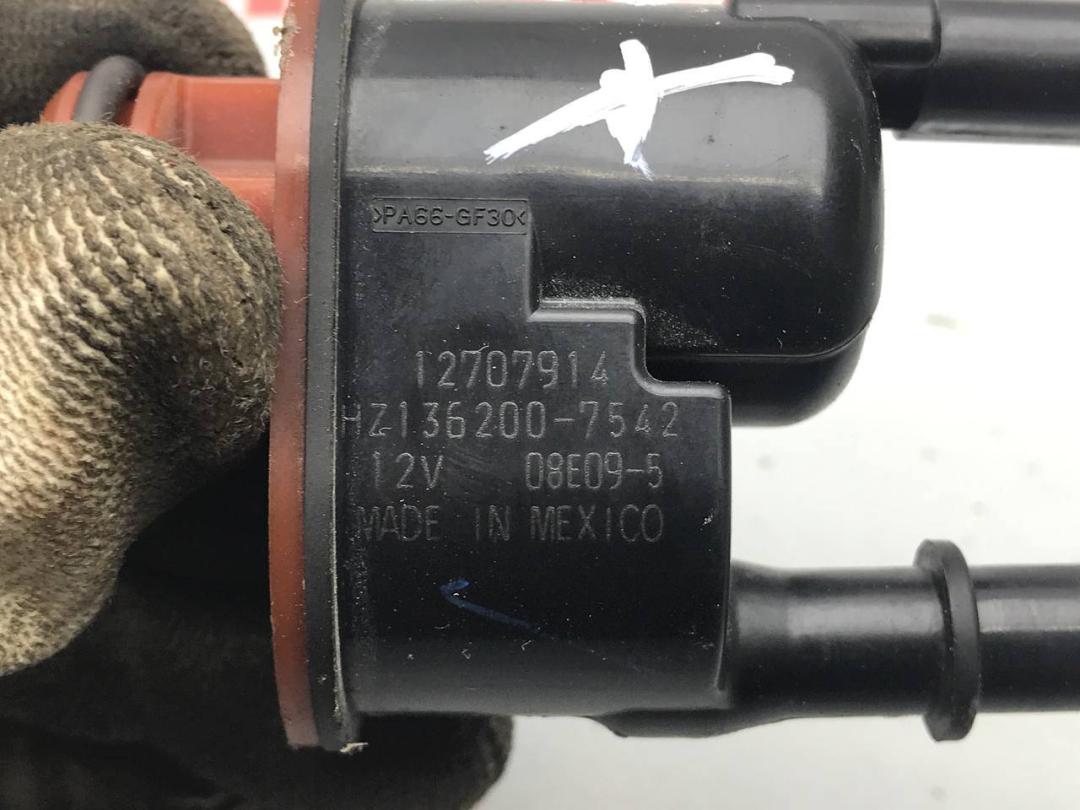 >PA66-GF30<
12707914
HZ136200-7542
12V 08E09-5
MADE IN MEXICO